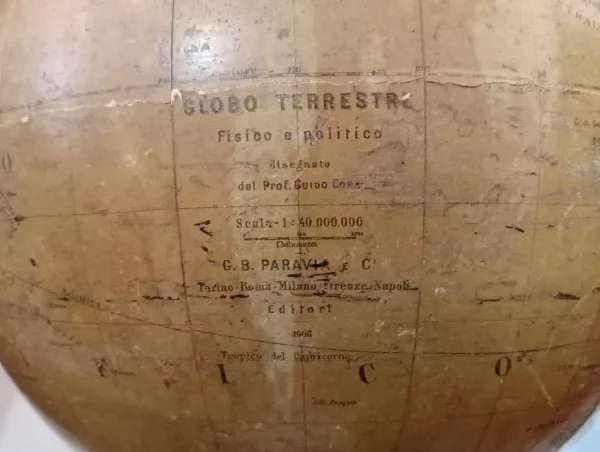 GLOBO TERRESTRE
Fisico e politico
disegnato
dal Prof. GUIDO CORA
Scala - 1 : 40.000.000
Chilometri
G. B. PARAVIA E Cⁱ
Torino-Roma-Milano-Firenze-Napoli
Editori
Tropico del Capricorno
I C O